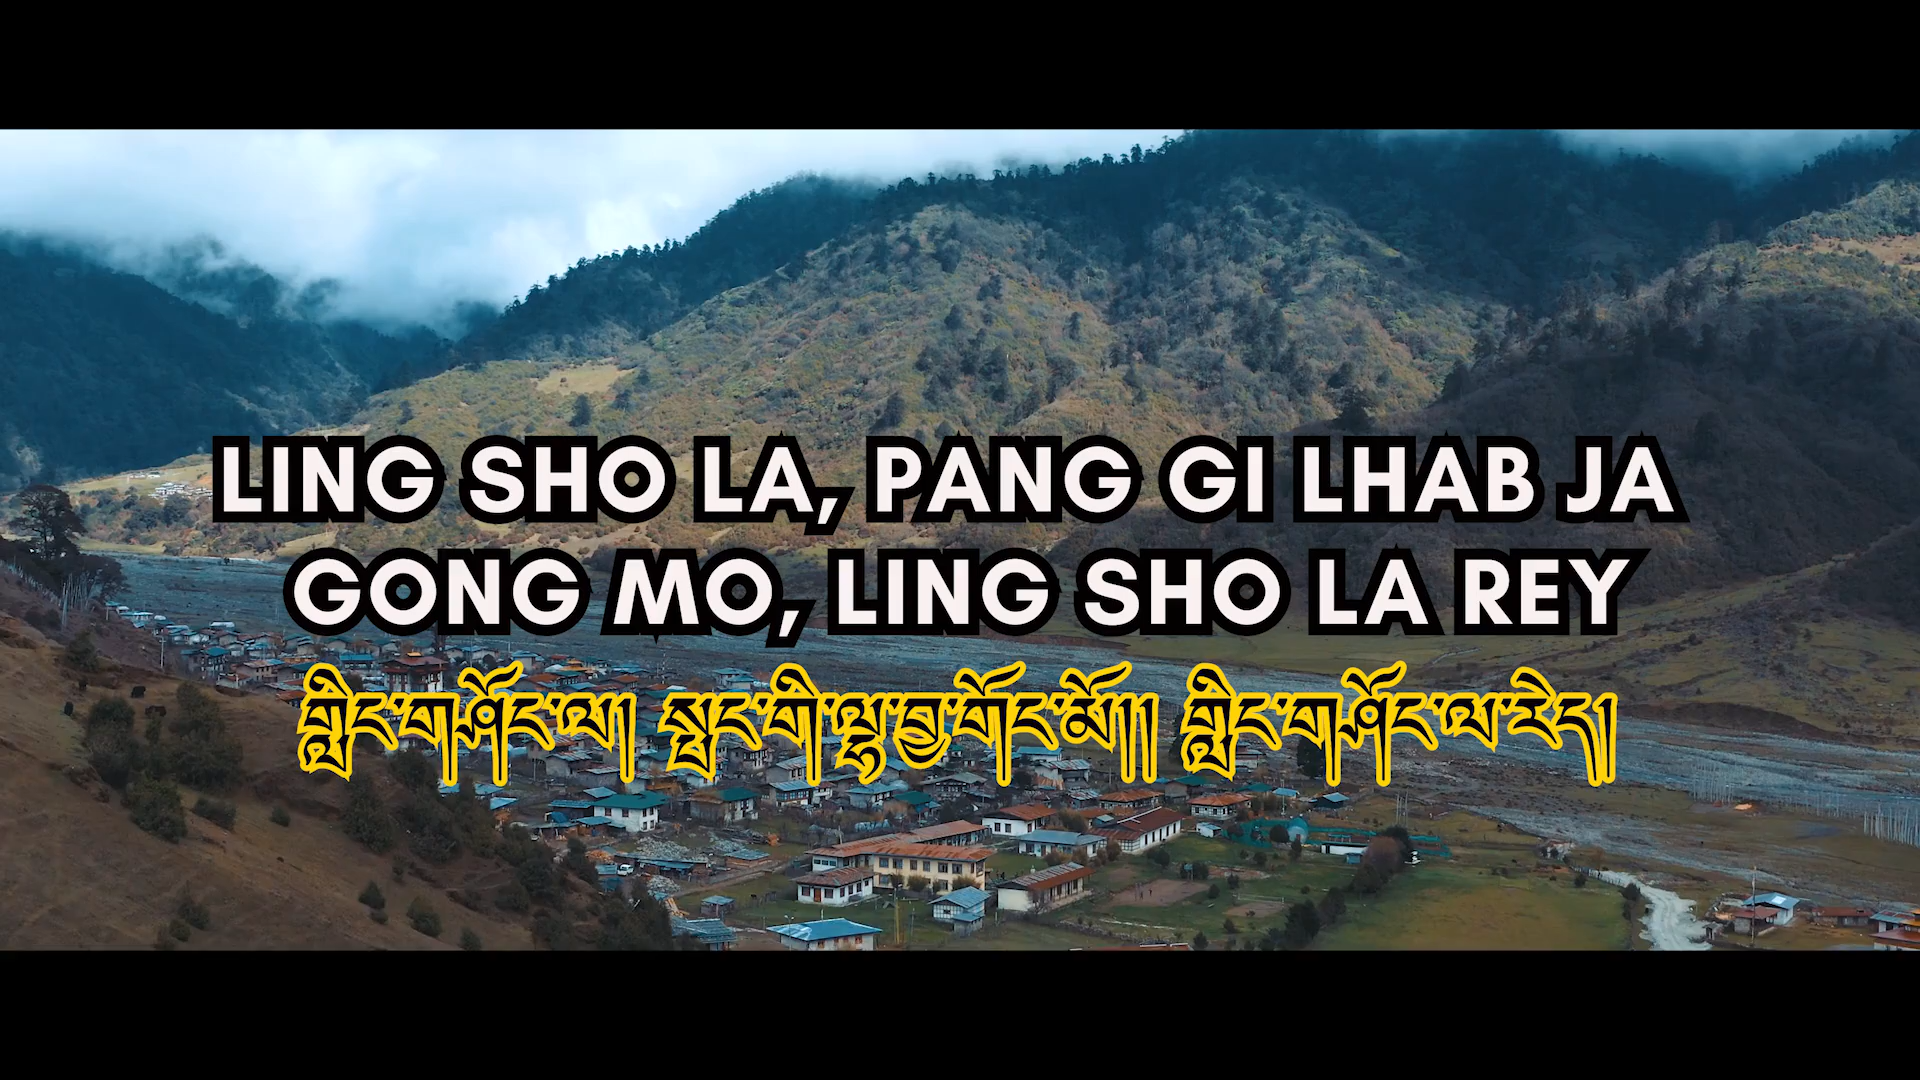 LING SHO LA, PANG GI LHAB JA
GONG MO, LING SHO LA REY
གླིང་གཤོང་ལ། སྤང་གི་ལྷ་བྱ་གོང་མོ།། གླིང་གཤོང་ལ་རེད།